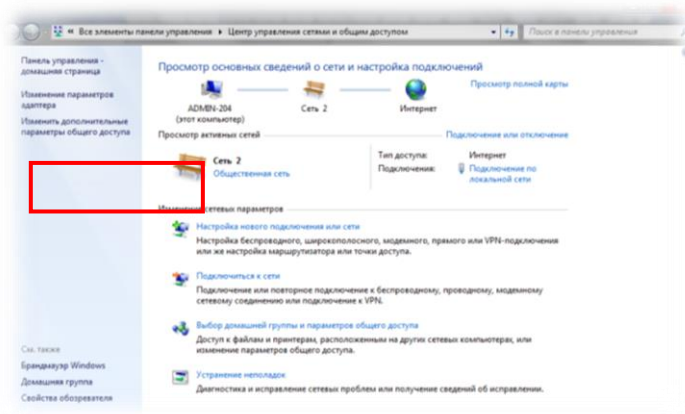 « Все элементы панели управления ▸ Центр управления сетями и общим доступом
Поиск в панели управления
Панель управления -
домашняя страница
Изменение параметров
адаптера
Изменить дополнительные
параметры общего доступа
См. также
Брандмауэр Windows
Домашняя группа
Свойства обозревателя
Просмотр основных сведений о сети и настройка подключений
Просмотр полной карты
ADMIN-204
(этот компьютер)
Сеть 2
Интернет
Просмотр активных сетей
Подключение или отключение
Сеть 2
Общественная сеть
Тип доступа: Интернет
Подключения: Подключение по
локальной сети
сетевых параметров
Настройка нового подключения или сети
Настройка беспроводного, широкополосного, модемного, прямого или VPN-подключения
или же настройка маршрутизатора или точки доступа.
Подключиться к сети
Подключение или повторное подключение к беспроводному, проводному, модемному
сетевому соединению или подключение к VPN.
Выбор домашней группы и параметров общего доступа
Доступ к файлам и принтерам, расположенным на других сетевых компьютерах, или
изменение параметров общего доступа.
Устранение неполадок
Диагностика и исправление сетевых проблем или получение сведений об исправлении.